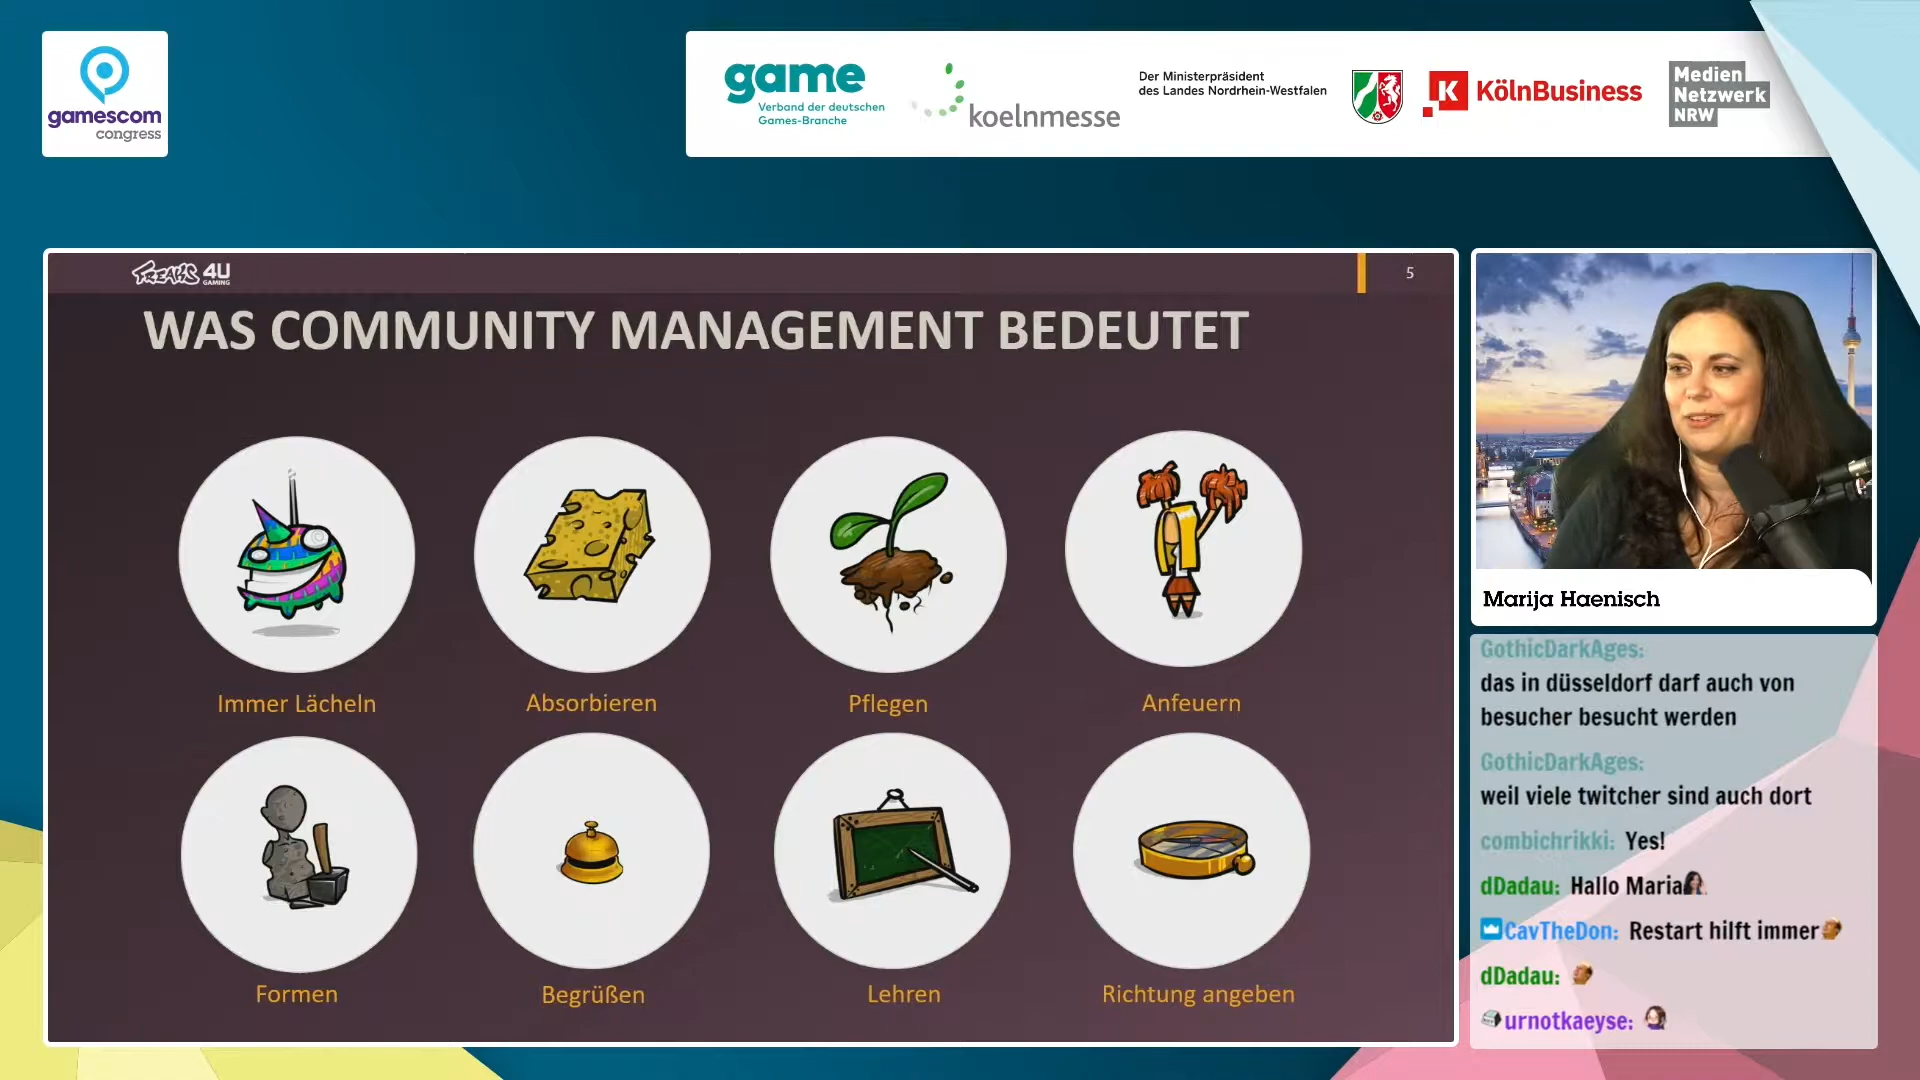 gamescom
congress
game
Verband der deutschen
Games-Branche
koelnmesse
Der Ministerpräsident
des Landes Nordrhein-Westfalen
K KölnBusiness
Medien
Netzwerk
NRW
FREAKS 4U
GAMING
5
WAS COMMUNITY MANAGEMENT BEDEUTET
Immer Lächeln
Absorbieren
Pflegen
Anfeuern
Formen
Begrüßen
Lehren
Richtung angeben
Marija Haenisch
GothicDarkAges:
das in düsseldorf darf auch von
besucher besucht werden
GothicDarkAges:
weil viele twitcher sind auch dort
combichrikki: Yes!
dDadau: Hallo Maria
CavTheDon: Restart hilft immer
dDadau:
urnotkaeyse: